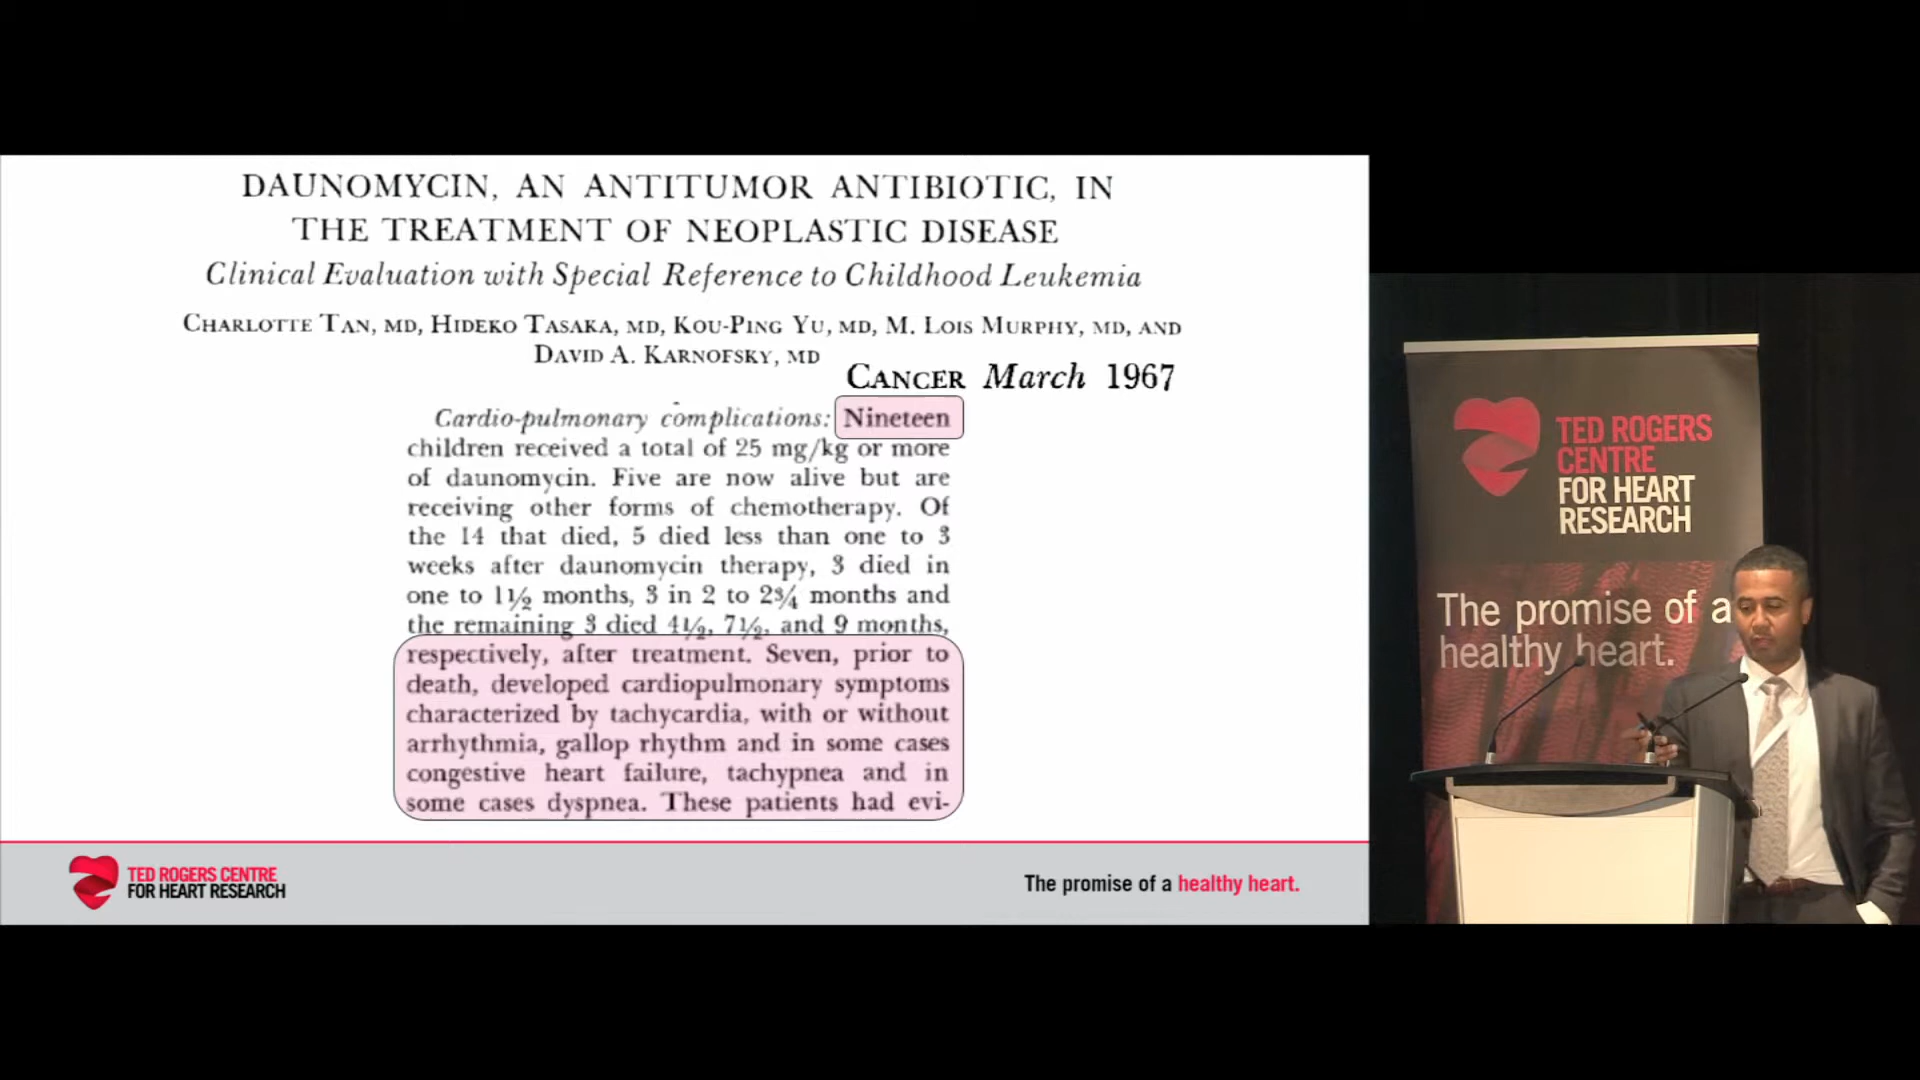 DAUNOMYCIN, AN ANTITUMOR ANTIBIOTIC, IN
THE TREATMENT OF NEOPLASTIC DISEASE
Clinical Evaluation with Special Reference to Childhood Leukemia
CHARLOTTE TAN, MD, HIDEKO TASAKA, MD, KOU-PING YU, MD, M. LOIS MURPHY, MD, AND
DAVID A. KARNOFSKY, MD
CANCER March 1967
Cardio-pulmonary complications: Nineteen
children received a total of 25 mg/kg or more
of daunomycin. Five are now alive but are
receiving other forms of chemotherapy. Of
the 14 that died, 5 died less than one to 3
weeks after daunomycin therapy, 3 died in
one to 1½ months, 3 in 2 to 2¾ months and
the remaining 3 died 4½, 7½, and 9 months,
respectively, after treatment. Seven, prior to
death, developed cardiopulmonary symptoms
characterized by tachycardia, with or without
arrhythmia, gallop rhythm and in some cases
congestive heart failure, tachypnea and in
some cases dyspnea. These patients had evi-
TED ROGERS CENTRE
FOR HEART RESEARCH
The promise of a healthy heart.
TED ROGERS
CENTRE
FOR HEART
RESEARCH
The promise of a
healthy heart.